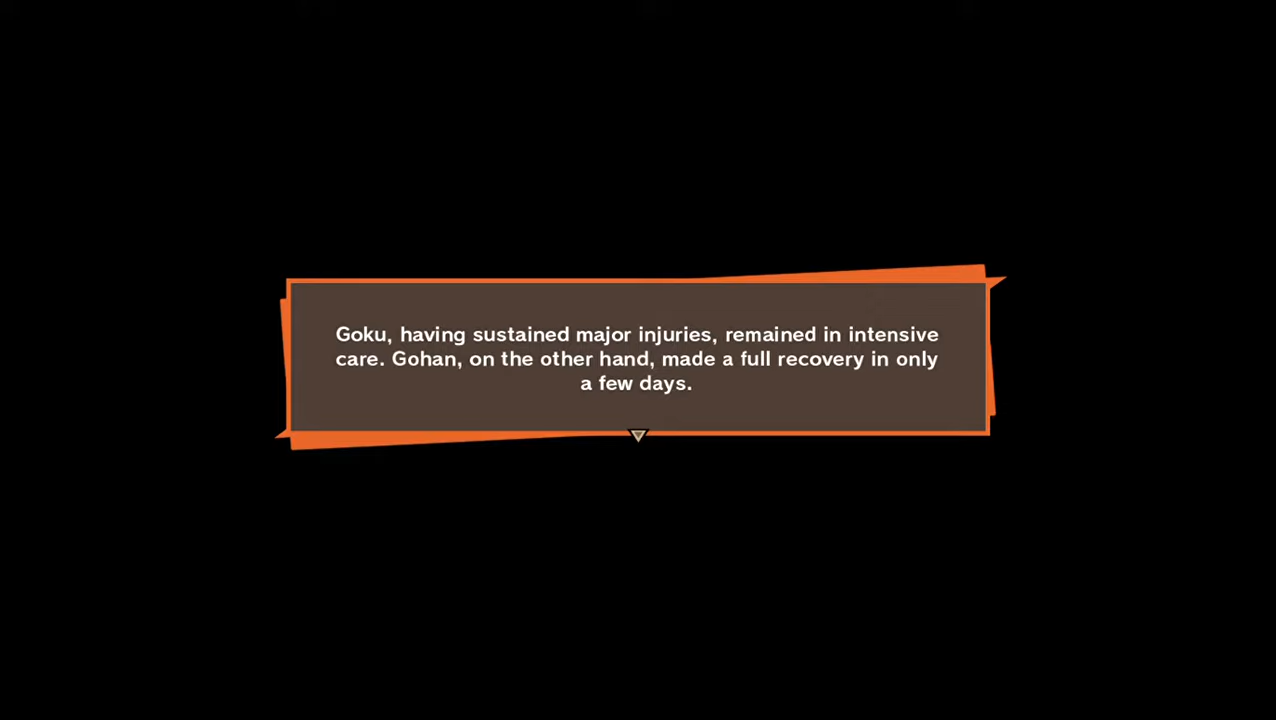 Goku, having sustained major injuries, remained in intensive
care. Gohan, on the other hand, made a full recovery in only
a few days.